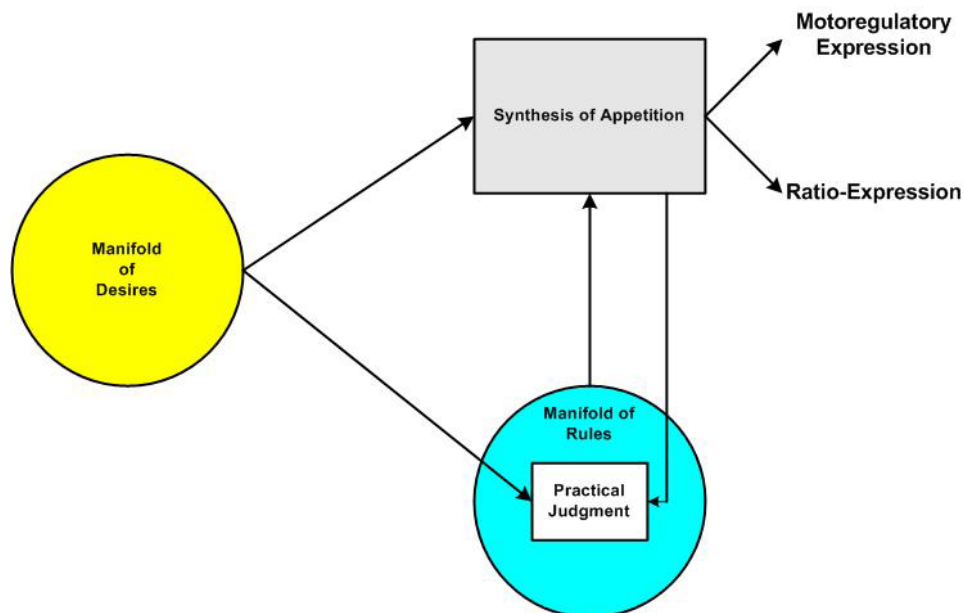 Motoregulatory
Expression
Synthesis of Appetition
Ratio-Expression
Manifold
of
Desires
Manifold of
Rules
Practical
Judgment